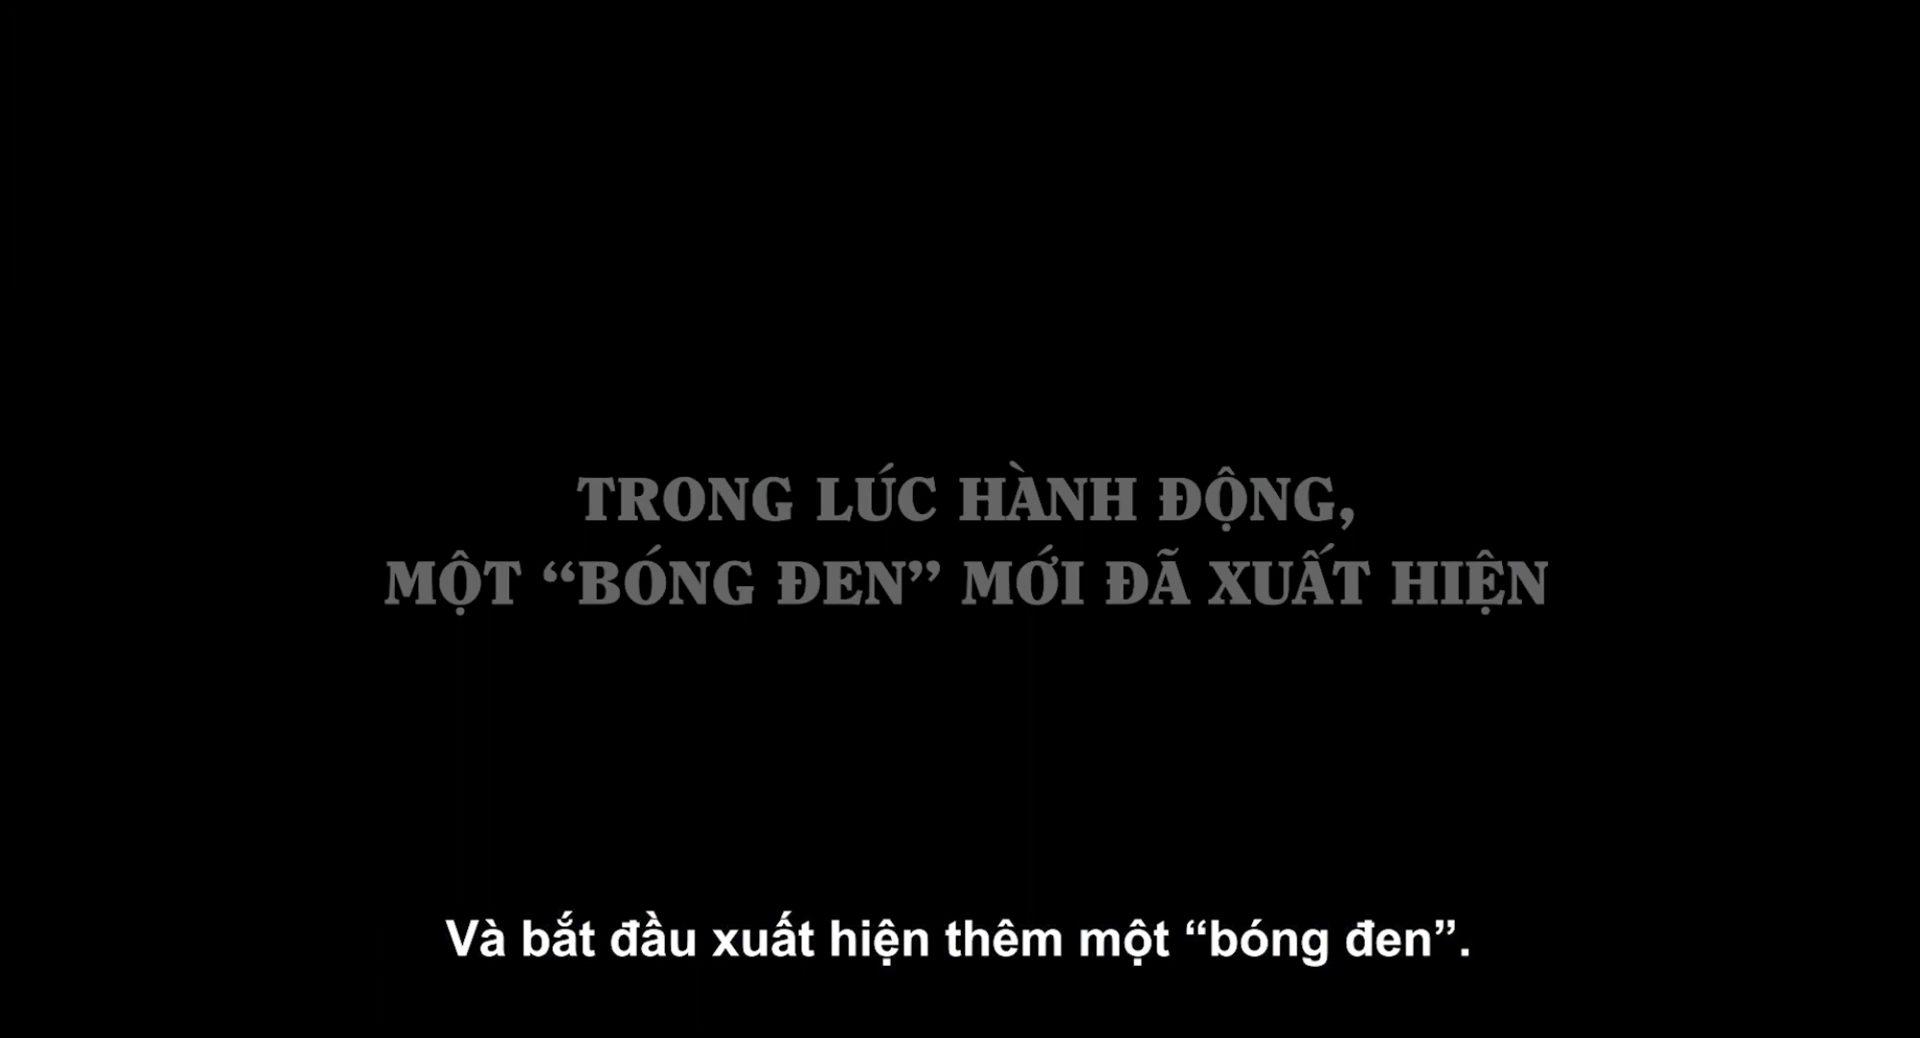 TRONG LÚC HÀNH ĐỘNG,
MỘT “BÓNG ĐEN” MỚI ĐÃ XUẤT HIỆN
Và bắt đầu xuất hiện thêm một “bóng đen”.